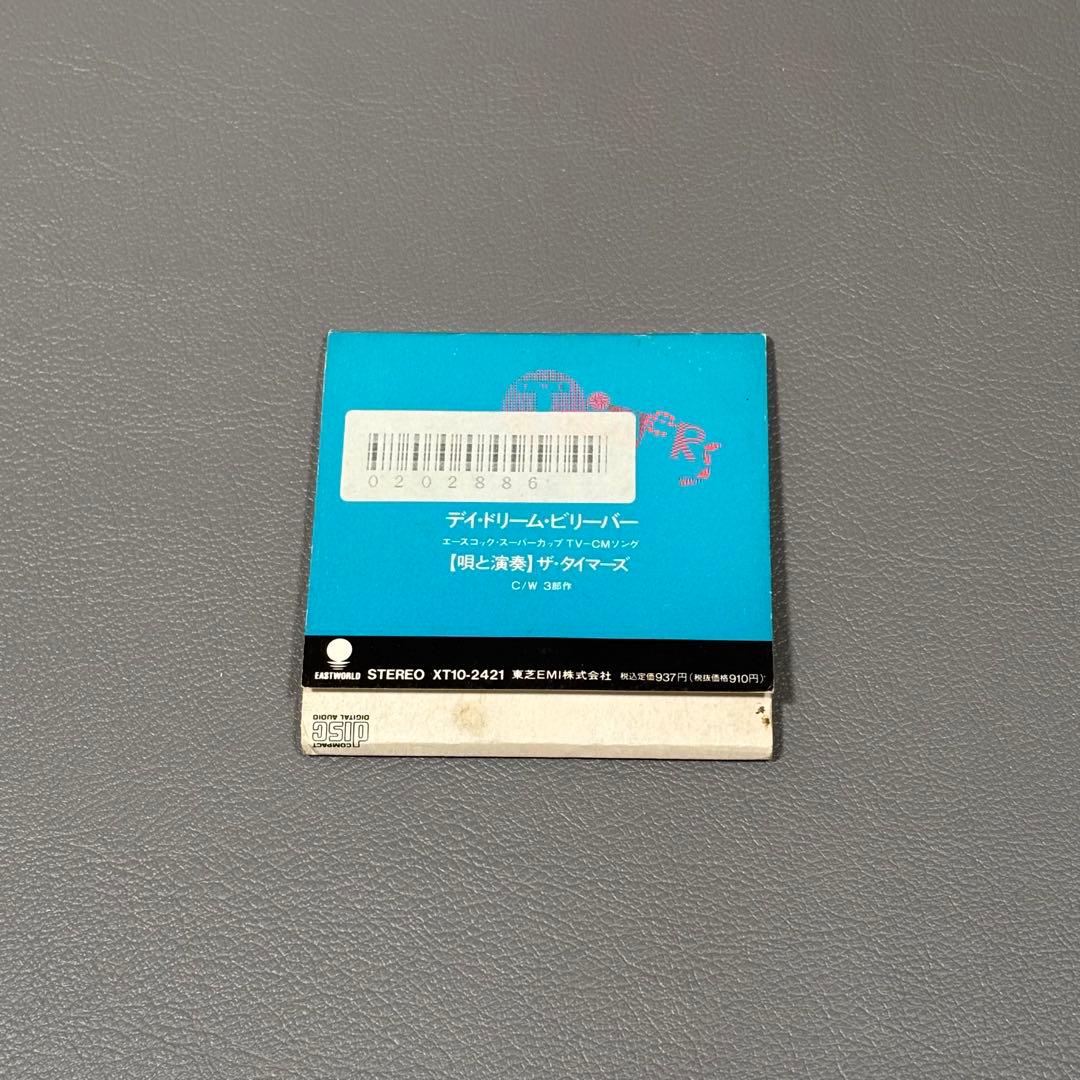 0202886
デイ・ドリーム・ビリーバー
エースコック・スーパーカップ TV-CMソング
【唄と演奏】ザ・タイマーズ
C/W 3部作
EASTWORLD STEREO XT10-2421 東芝EMI株式会社 税込定価937円(税抜価格910円)
COMPACT
disc
DIGITAL AUDIO